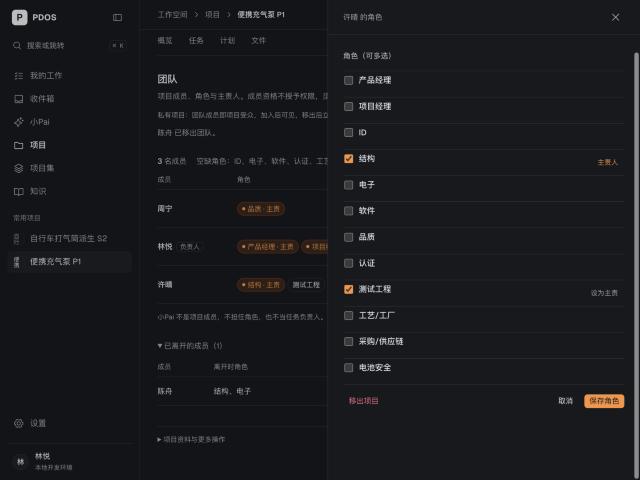 P PDOS
搜索或跳转 ⌘ K
我的工作
收件箱
小Pai
项目
项目集
知识
常用项目
自行车打气筒派生 S2
便携 便携充气泵 P1
设置
林 林悦
本地开发环境
工作空间 > 项目 > 便携充气泵 P1
概览 任务 计划 文件
团队
项目成员、角色与主责人。成员资格不授予权限，
私有项目：团队成员即项目受众，加入后可见，移出后立
陈舟 已移出团队。
3 名成员 空缺角色：ID、电子、软件、认证、工艺
成员 角色
周宁 品质 · 主责
林悦 负责人 产品经理 · 主责 项目
许晴 结构 · 主责 测试工程
小Pai 不是项目成员，不担任角色，也不当任务负责人。
▼已离开的成员（1）
成员 离开时角色
陈舟 结构、电子
▶项目资料与更多操作
许晴 的角色
角色（可多选）
产品经理
项目经理
ID
结构
主责人
电子
软件
品质
认证
测试工程
设为主责
工艺/工厂
采购/供应链
电池安全
移出项目 取消 保存角色